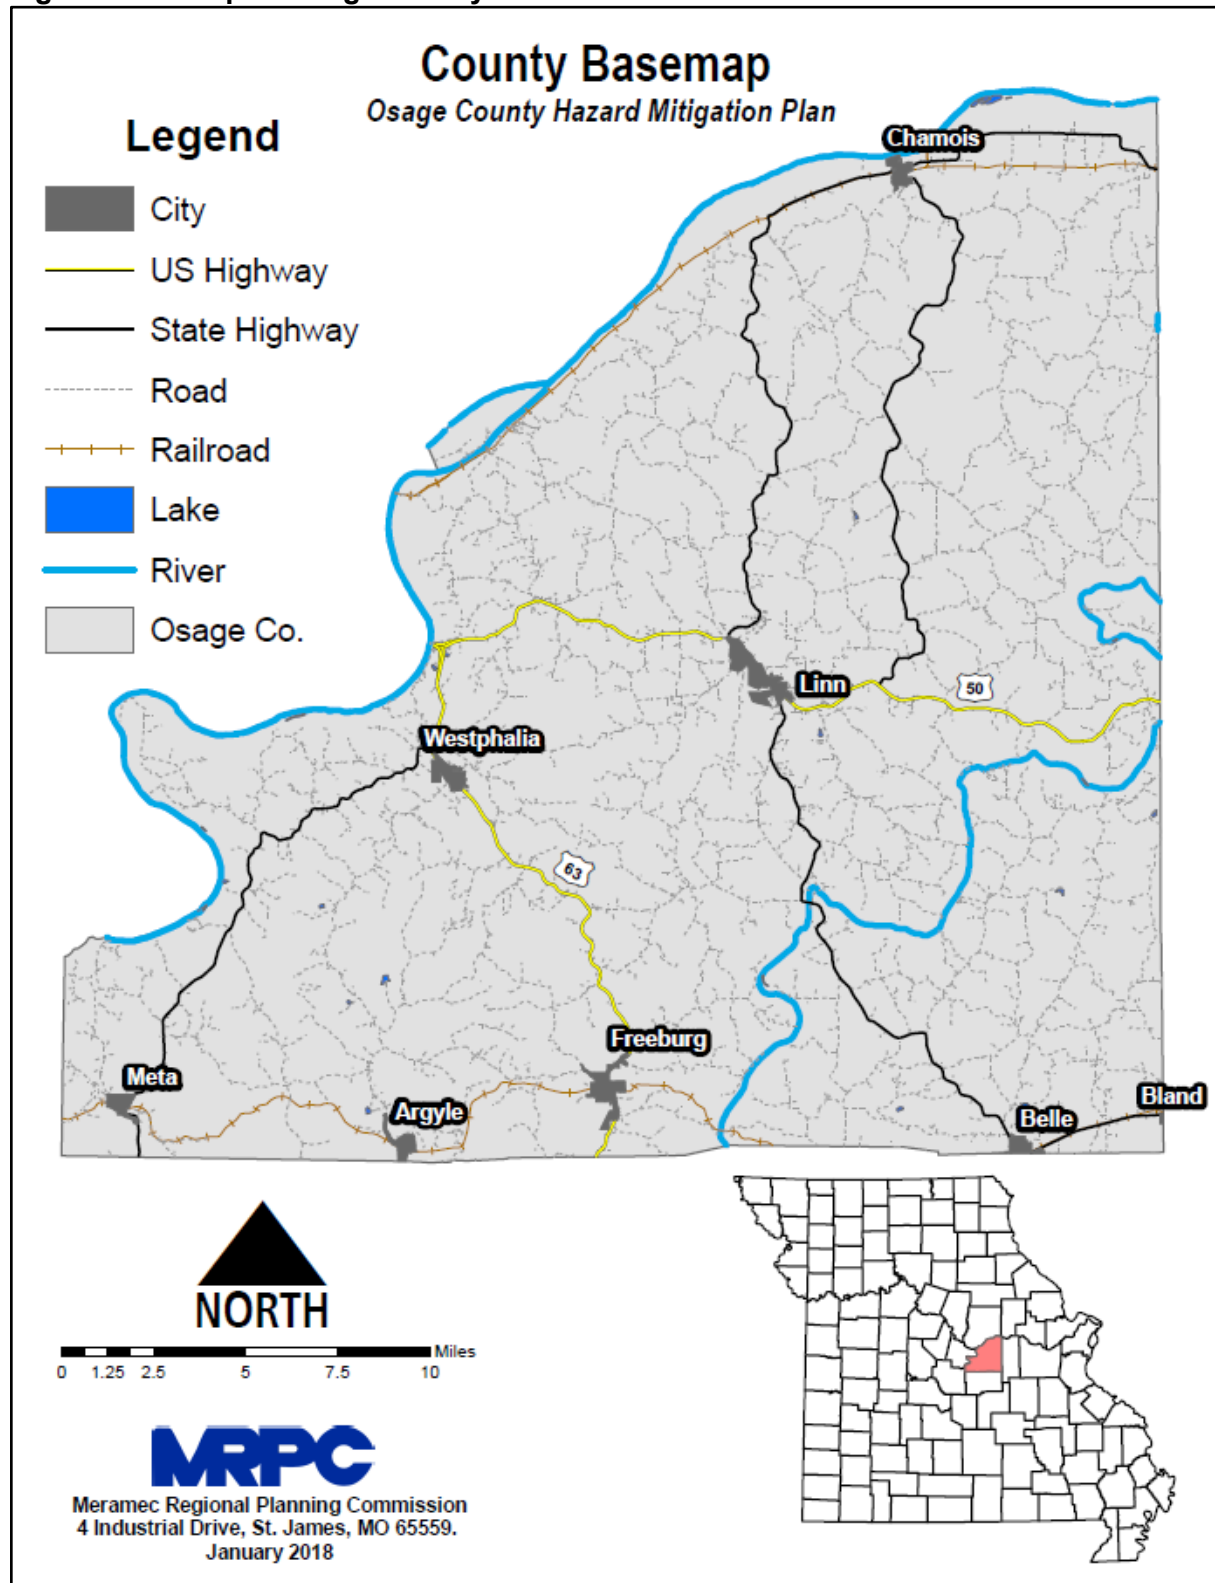 County Basemap
Osage County Hazard Mitigation Plan
Legend
City
US Highway
State Highway
Road
Railroad
Lake
River
Osage Co.
Chamois
Linn
50
Westphalia
63
Freeburg
Meta
Argyle
Belle
Bland
NORTH
Miles
0 1.25 2.5 5 7.5 10
MRPC
Meramec Regional Planning Commission
4 Industrial Drive, St. James, MO 65559.
January 2018